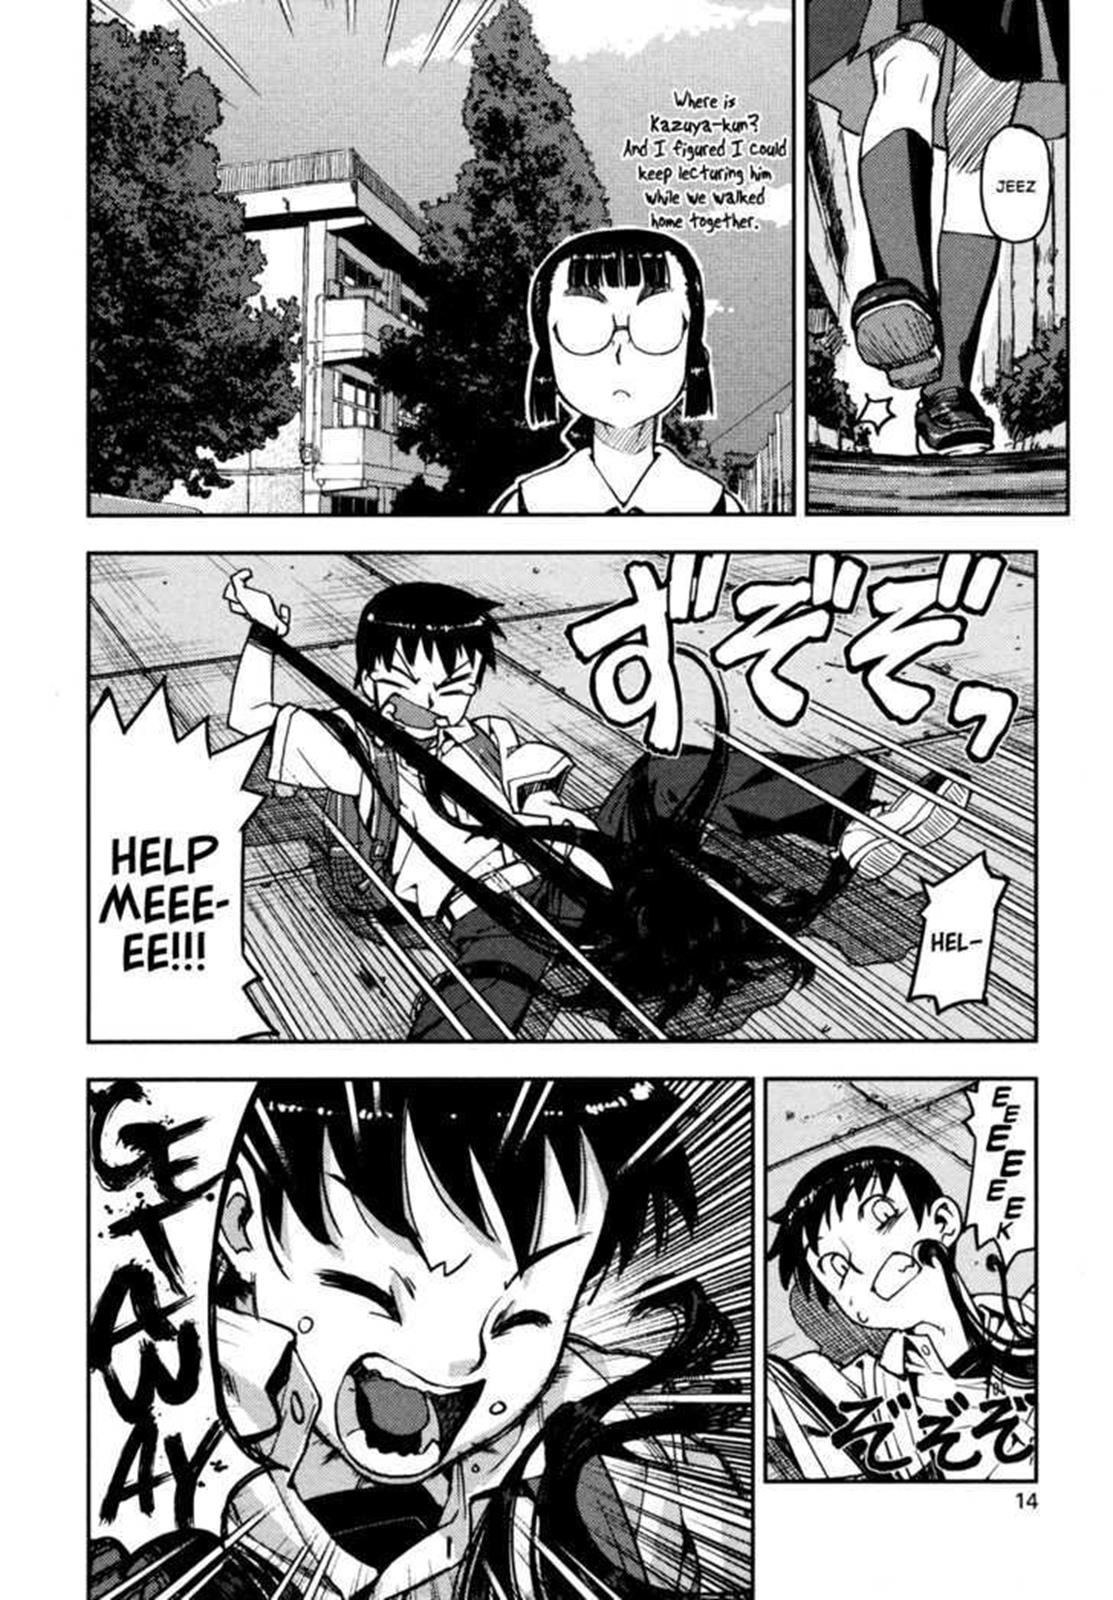 JEEZ
Where is
Kazuya-kun?
And I figured I could
keep lecturing him
while we walked
home together.
ずぞぞっ
HEL-
HELP
MEEE-
EE!!!
EEEEEEK
ぞぞぞ
GET AWAY
14